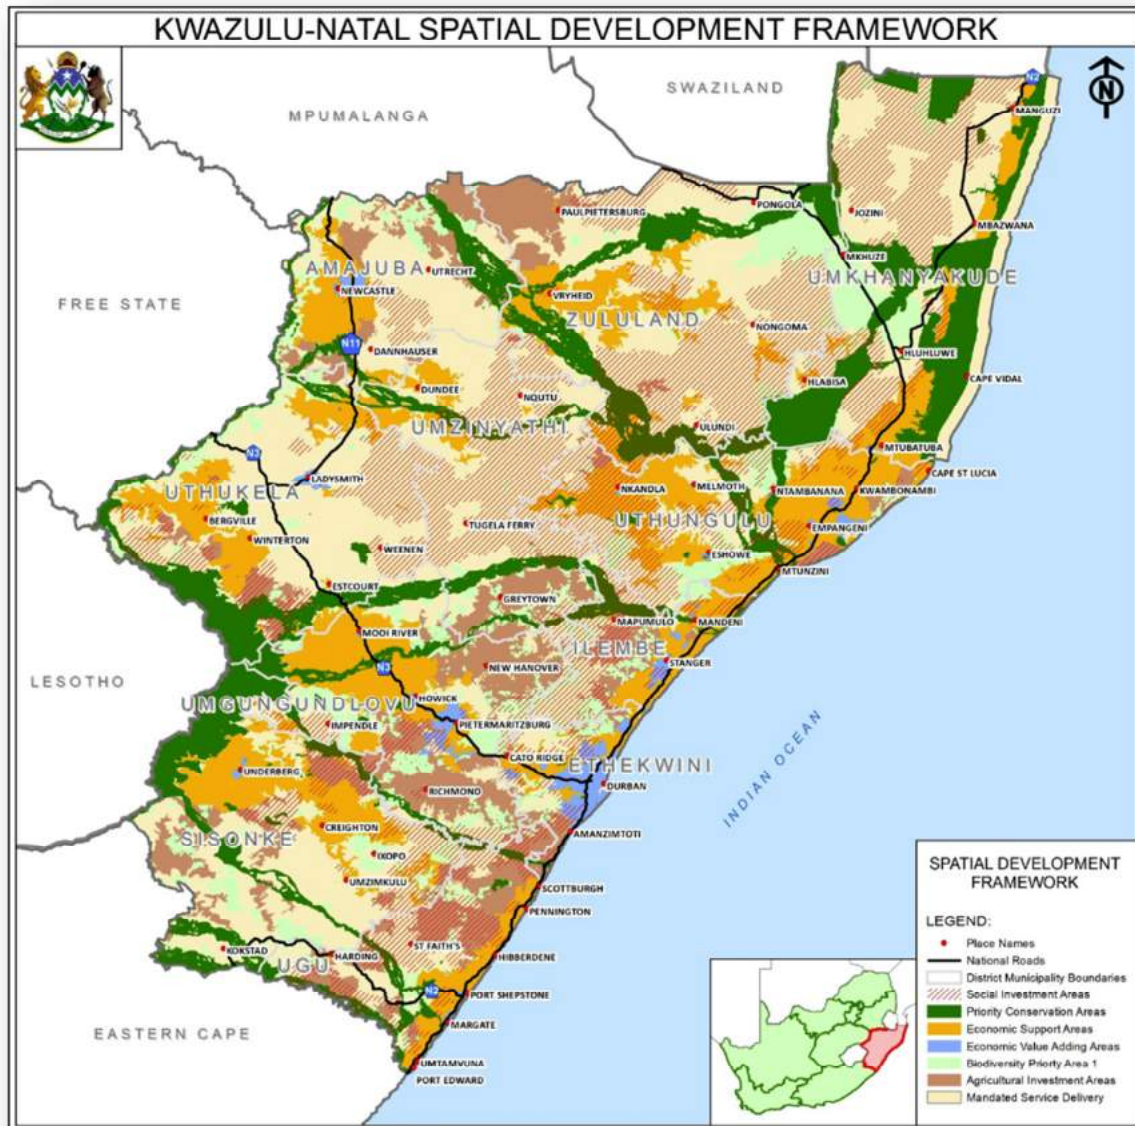 KWAZULU-NATAL SPATIAL DEVELOPMENT FRAMEWORK
SWAZILAND
MPUMALANGA
N2
MANGUZI
PAULPIETERSBURG
PONGOLA
JOZINI
MBAZWANA
AMAJUBA
UTRECHT
MKHUZE
UMKHANYAKUDE
FREE STATE
NEWCASTLE
VRYHEID
ZULULAND
NONGOMA
N11
DANNHAUSER
HLUHLUWE
DUNDEE
NQUTU
HLABISA
CAPE VIDAL
UMZINYATHI
ULUNDI
MTUBATUBA
N3
LADYSMITH
CAPE ST LUCIA
UTHUKELA
NKANDLA
MELMOTH
NTAMBANANA
KWAMBONAMBI
BERGVILLE
TUGELA FERRY
UTHUNGULU
EMPANGENI
WINTERTON
WEENEN
ESHOWE
MTUNZINI
ESTCOURT
GREYTOWN
MOOI RIVER
MAPUMULO
MANDENI
ILEMBE
N3
NEW HANOVER
STANGER
LESOTHO
UMGUNGUNDLOVU
HOWICK
IMPENDLE
PIETERMARITZBURG
CATO RIDGE
ETHEKWINI
UNDERBERG
RICHMOND
DURBAN
INDIAN OCEAN
CREIGHTON
AMANZIMTOTI
SISONKE
IXOPO
UMZIMKULU
SCOTTBURGH
PENNINGTON
KOKSTAD
HARDING
ST FAITH'S
HIBBERDENE
UGU
N2
PORT SHEPSTONE
EASTERN CAPE
MARGATE
UMTAMVUNA
PORT EDWARD
N
SPATIAL DEVELOPMENT
FRAMEWORK
LEGEND:
Place Names
National Roads
District Municipality Boundaries
Social Investment Areas
Priority Conservation Areas
Economic Support Areas
Economic Value Adding Areas
Biodiversity Priorty Area 1
Agricultural Investment Areas
Mandated Service Delivery